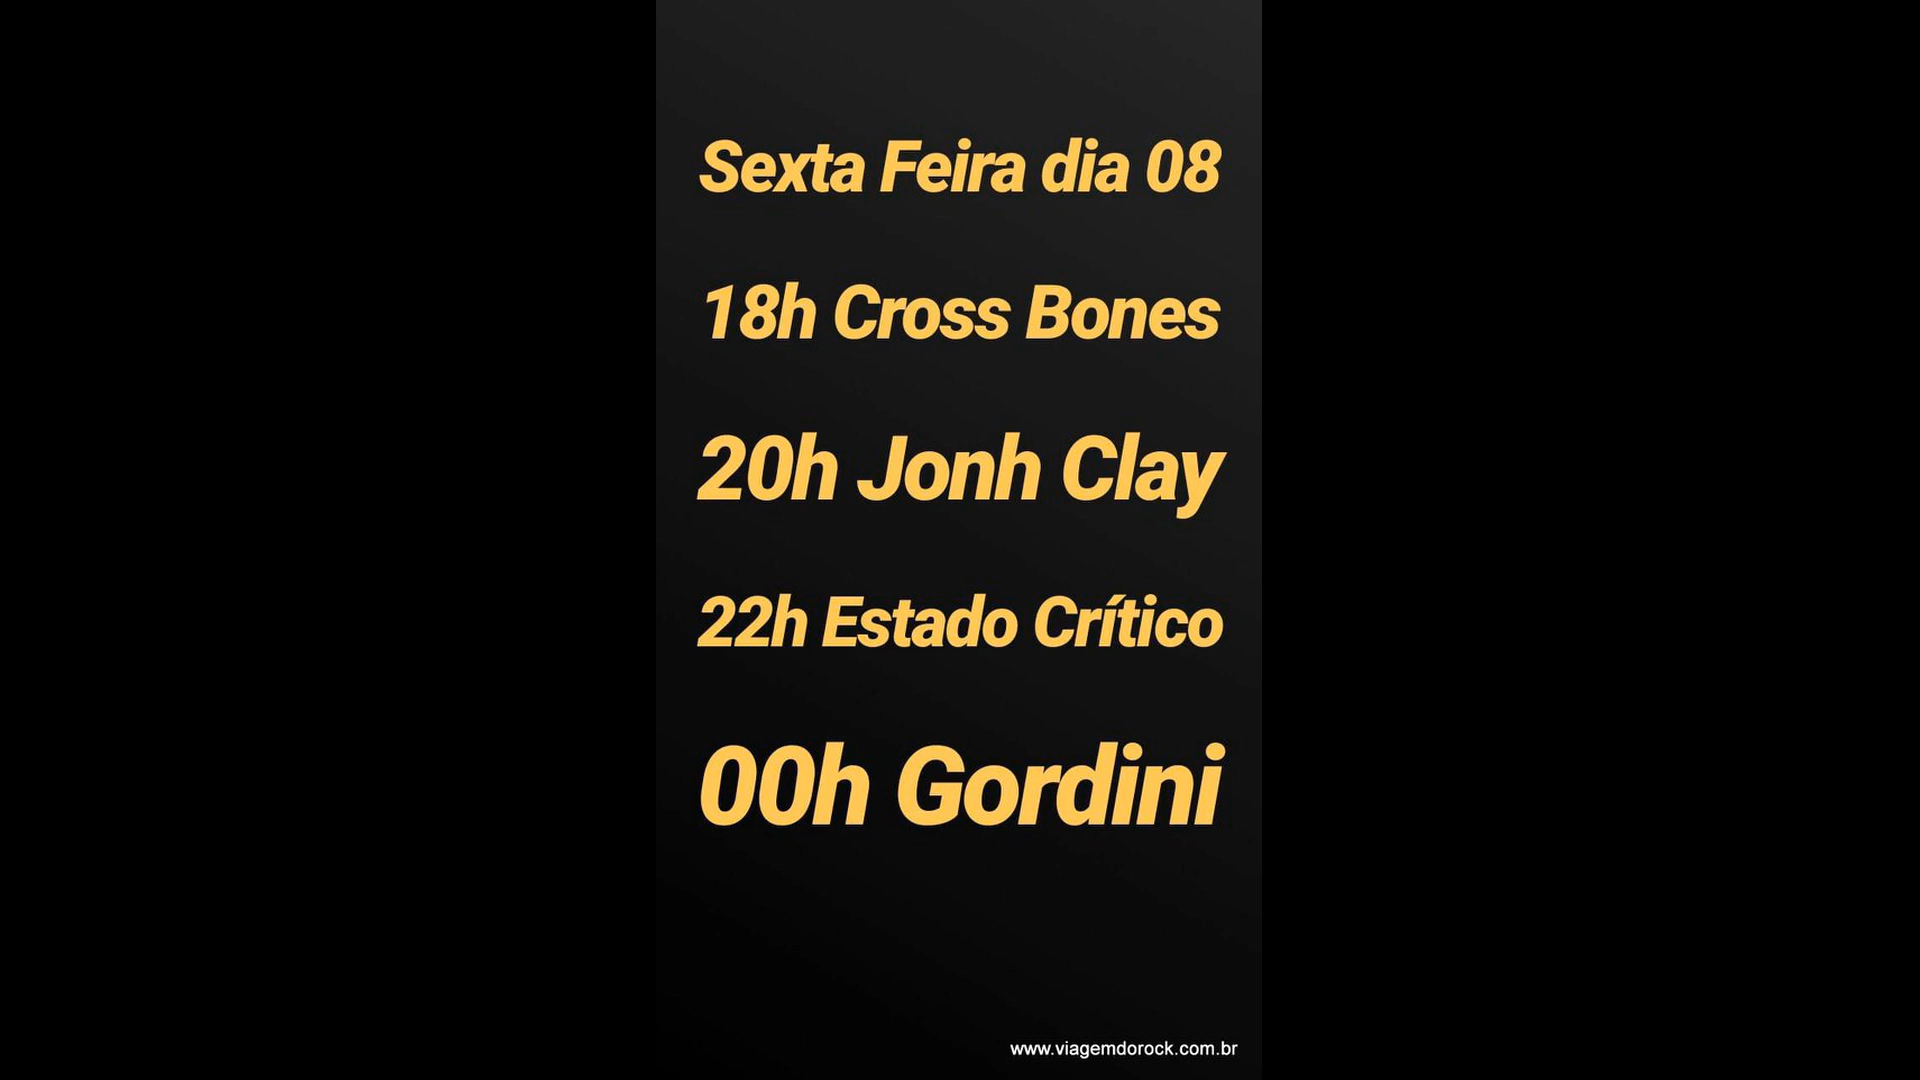 Sexta Feira dia 08
18h Cross Bones
20h Jonh Clay
22h Estado Crítico
00h Gordini
www.viagemdorock.com.br